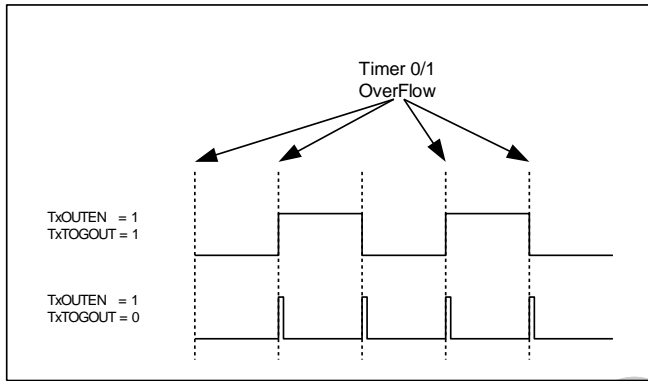 Timer 0/1
OverFlow
TxOUTEN = 1
TxTOGOUT = 1
TxOUTEN = 1
TxTOGOUT = 0